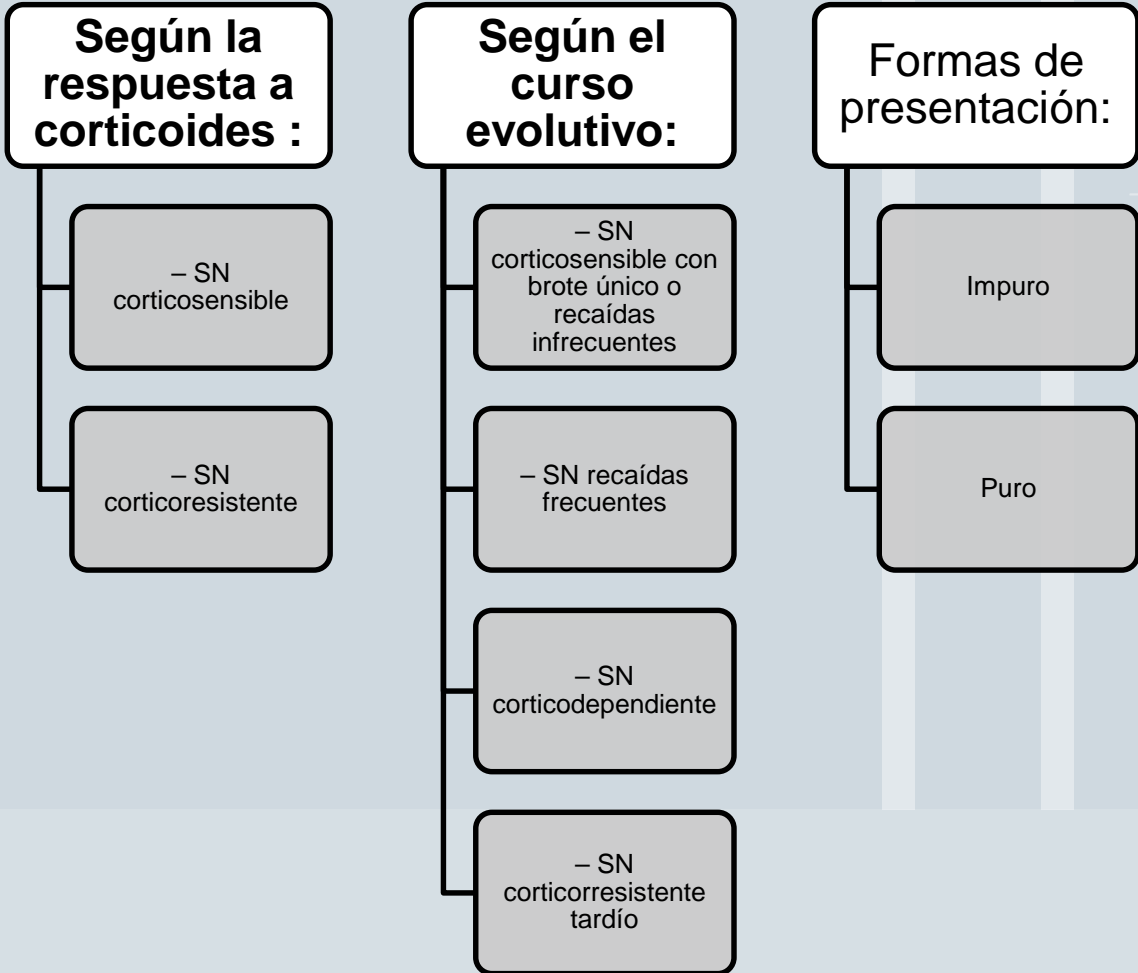 Según la
respuesta a
corticoides :
– SN
corticosensible
– SN
corticoresistente
Según el
curso
evolutivo:
– SN
corticosensible con
brote único o
recaídas
infrecuentes
– SN recaídas
frecuentes
– SN
corticodependiente
– SN
corticorresistente
tardío
Formas de
presentación:
Impuro
Puro